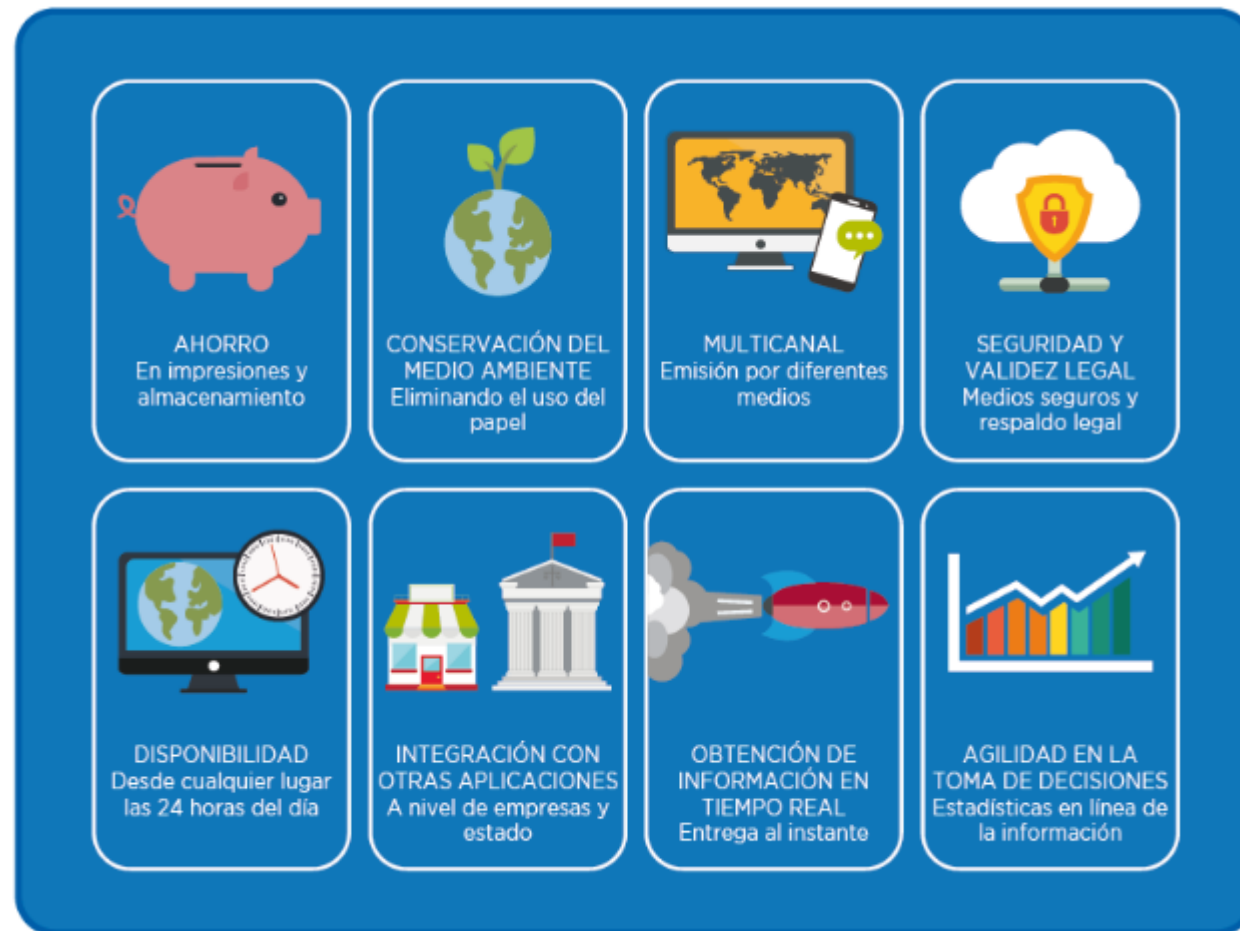 AHORRO
En impresiones y
almacenamiento
CONSERVACIÓN DEL
MEDIO AMBIENTE
Eliminando el uso del
papel
MULTICANAL
Emisión por diferentes
medios
SEGURIDAD Y
VALIDEZ LEGAL
Medios seguros y
respaldo legal
DISPONIBILIDAD
Desde cualquier lugar
las 24 horas del día
INTEGRACIÓN CON
OTRAS APLICACIONES
A nivel de empresas y
estado
OBTENCIÓN DE
INFORMACIÓN EN
TIEMPO REAL
Entrega al instante
AGILIDAD EN LA
TOMA DE DECISIONES
Estadísticas en línea de
la información